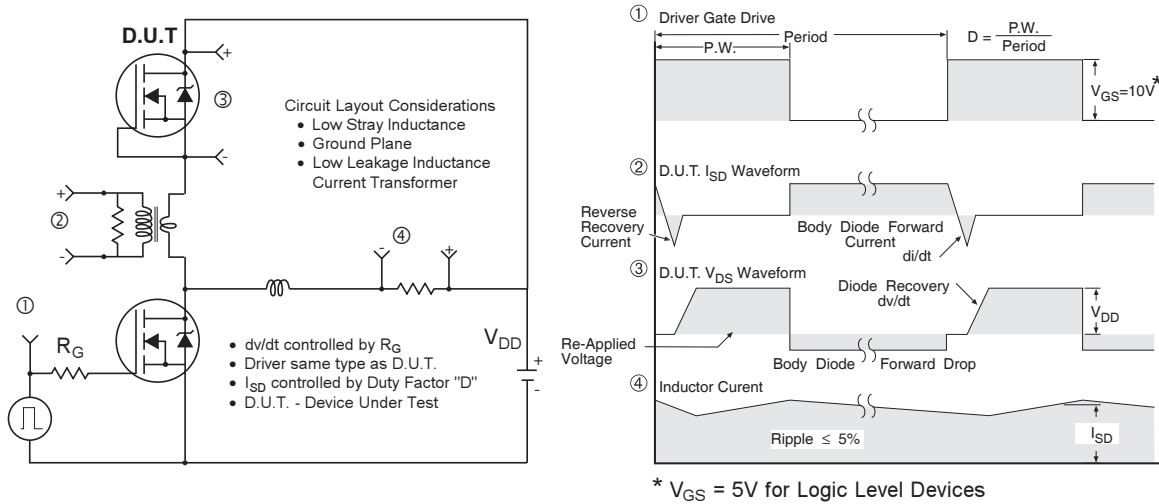 D.U.T
+
③
-
Circuit Layout Considerations
• Low Stray Inductance
• Ground Plane
• Low Leakage Inductance
Current Transformer
+
②
-
④
- +
①
R_G
V_DD
+
-
• dv/dt controlled by R_G
• Driver same type as D.U.T.
• I_SD controlled by Duty Factor "D"
• D.U.T. - Device Under Test
① Driver Gate Drive
P.W.
Period
D = P.W.
Period
V_GS=10V*
② D.U.T. I_SD Waveform
Reverse
Recovery
Current
Body Diode Forward
Current
di/dt
③ D.U.T. V_DS Waveform
Diode Recovery
dv/dt
V_DD
Re-Applied
Voltage
Body Diode Forward Drop
④ Inductor Curent
Ripple ≤ 5%
I_SD
* V_GS = 5V for Logic Level Devices